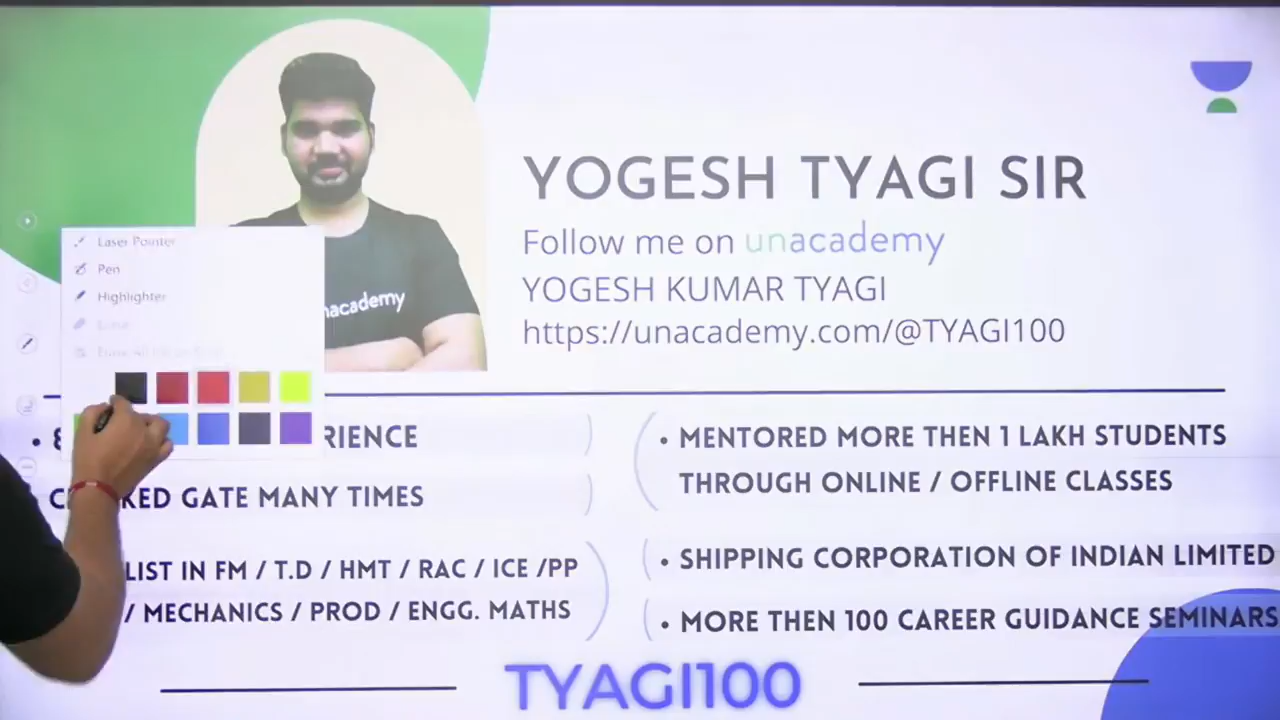 YOGESH TYAGI SIR
Follow me on unacademy
YOGESH KUMAR TYAGI
https://unacademy.com/@TYAGI100
nacademy
Laser Pointer
Pen
Highlighter
• 8 RIENCE
C KED GATE MANY TIMES
LIST IN FM / T.D / HMT / RAC / ICE /PP
/ MECHANICS / PROD / ENGG. MATHS
• MENTORED MORE THEN 1 LAKH STUDENTS
THROUGH ONLINE / OFFLINE CLASSES
• SHIPPING CORPORATION OF INDIAN LIMITED
• MORE THEN 100 CAREER GUIDANCE SEMINARS
TYAGI100